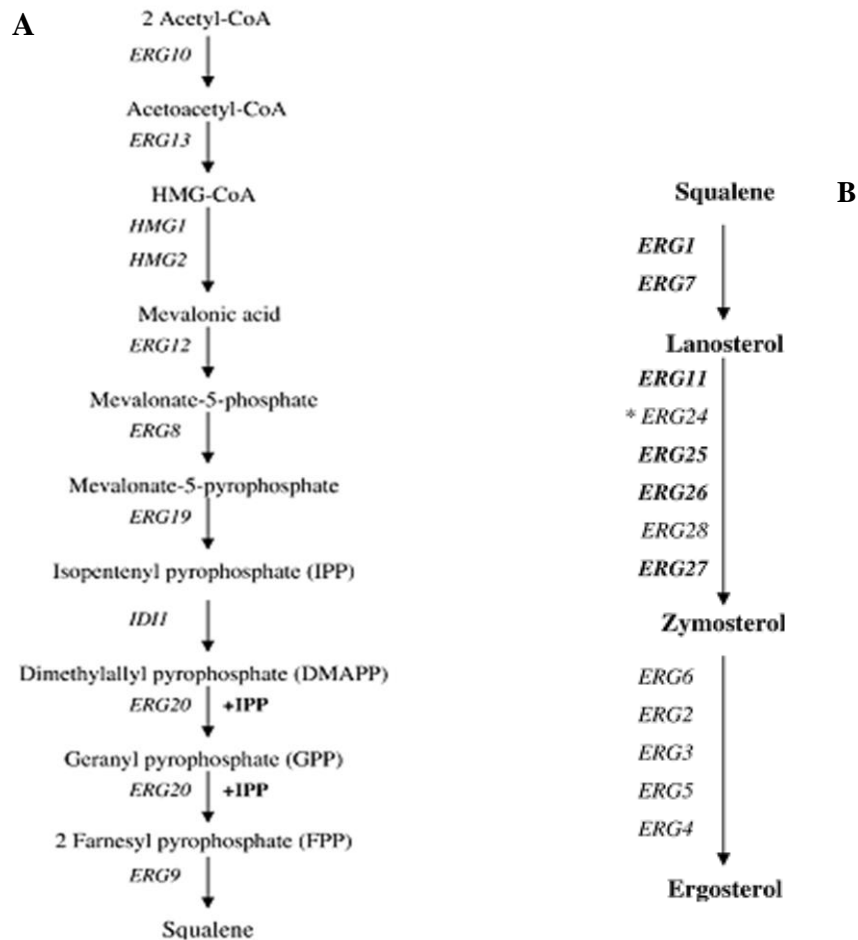 A
2 Acetyl-CoA
ERG10
Acetoacetyl-CoA
ERG13
HMG-CoA
HMG1
HMG2
Mevalonic acid
ERG12
Mevalonate-5-phosphate
ERG8
Mevalonate-5-pyrophosphate
ERG19
Isopentenyl pyrophosphate (IPP)
IDI1
Dimethylallyl pyrophosphate (DMAPP)
ERG20 +IPP
Geranyl pyrophosphate (GPP)
ERG20 +IPP
2 Farnesyl pyrophosphate (FPP)
ERG9
Squalene
B
Squalene
ERG1
ERG7
Lanosterol
ERG11
* ERG24
ERG25
ERG26
ERG28
ERG27
Zymosterol
ERG6
ERG2
ERG3
ERG5
ERG4
Ergosterol